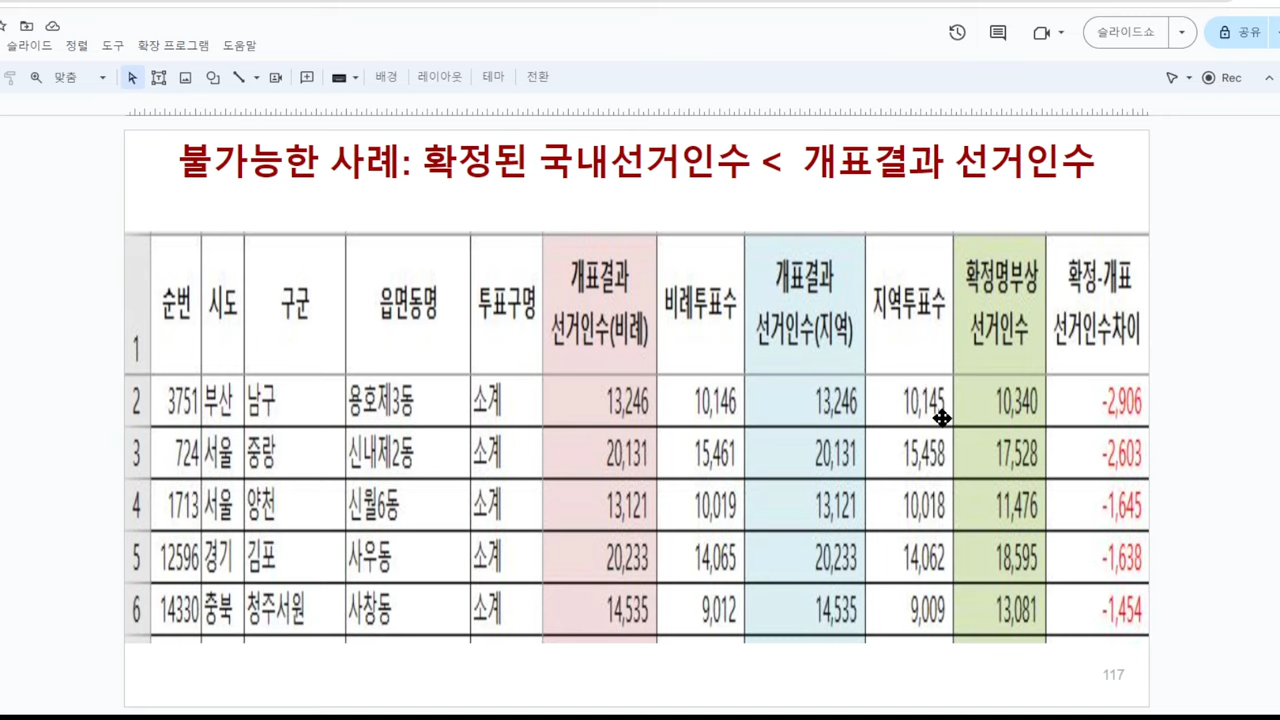 슬라이드 정렬 도구 확장 프로그램 도움말
슬라이드쇼
공유
맞춤
배경 레이아웃 테마 전환
Rec
불가능한 사례: 확정된 국내선거인수 < 개표결과 선거인수
1 순번 시도 구군 읍면동명 투표구명 개표결과 선거인수(비례) 비례투표수 개표결과 선거인수(지역) 지역투표수 확정명부상 선거인수 확정-개표 선거인수차이
2 3751 부산 남구 용호제3동 소계 13,246 10,146 13,246 10,145 10,340 -2,906
3 724 서울 중랑 신내제2동 소계 20,131 15,461 20,131 15,458 17,528 -2,603
4 1713 서울 양천 신월6동 소계 13,121 10,019 13,121 10,018 11,476 -1,645
5 12596 경기 김포 사우동 소계 20,233 14,065 20,233 14,062 18,595 -1,638
6 14330 충북 청주서원 사창동 소계 14,535 9,012 14,535 9,009 13,081 -1,454
117